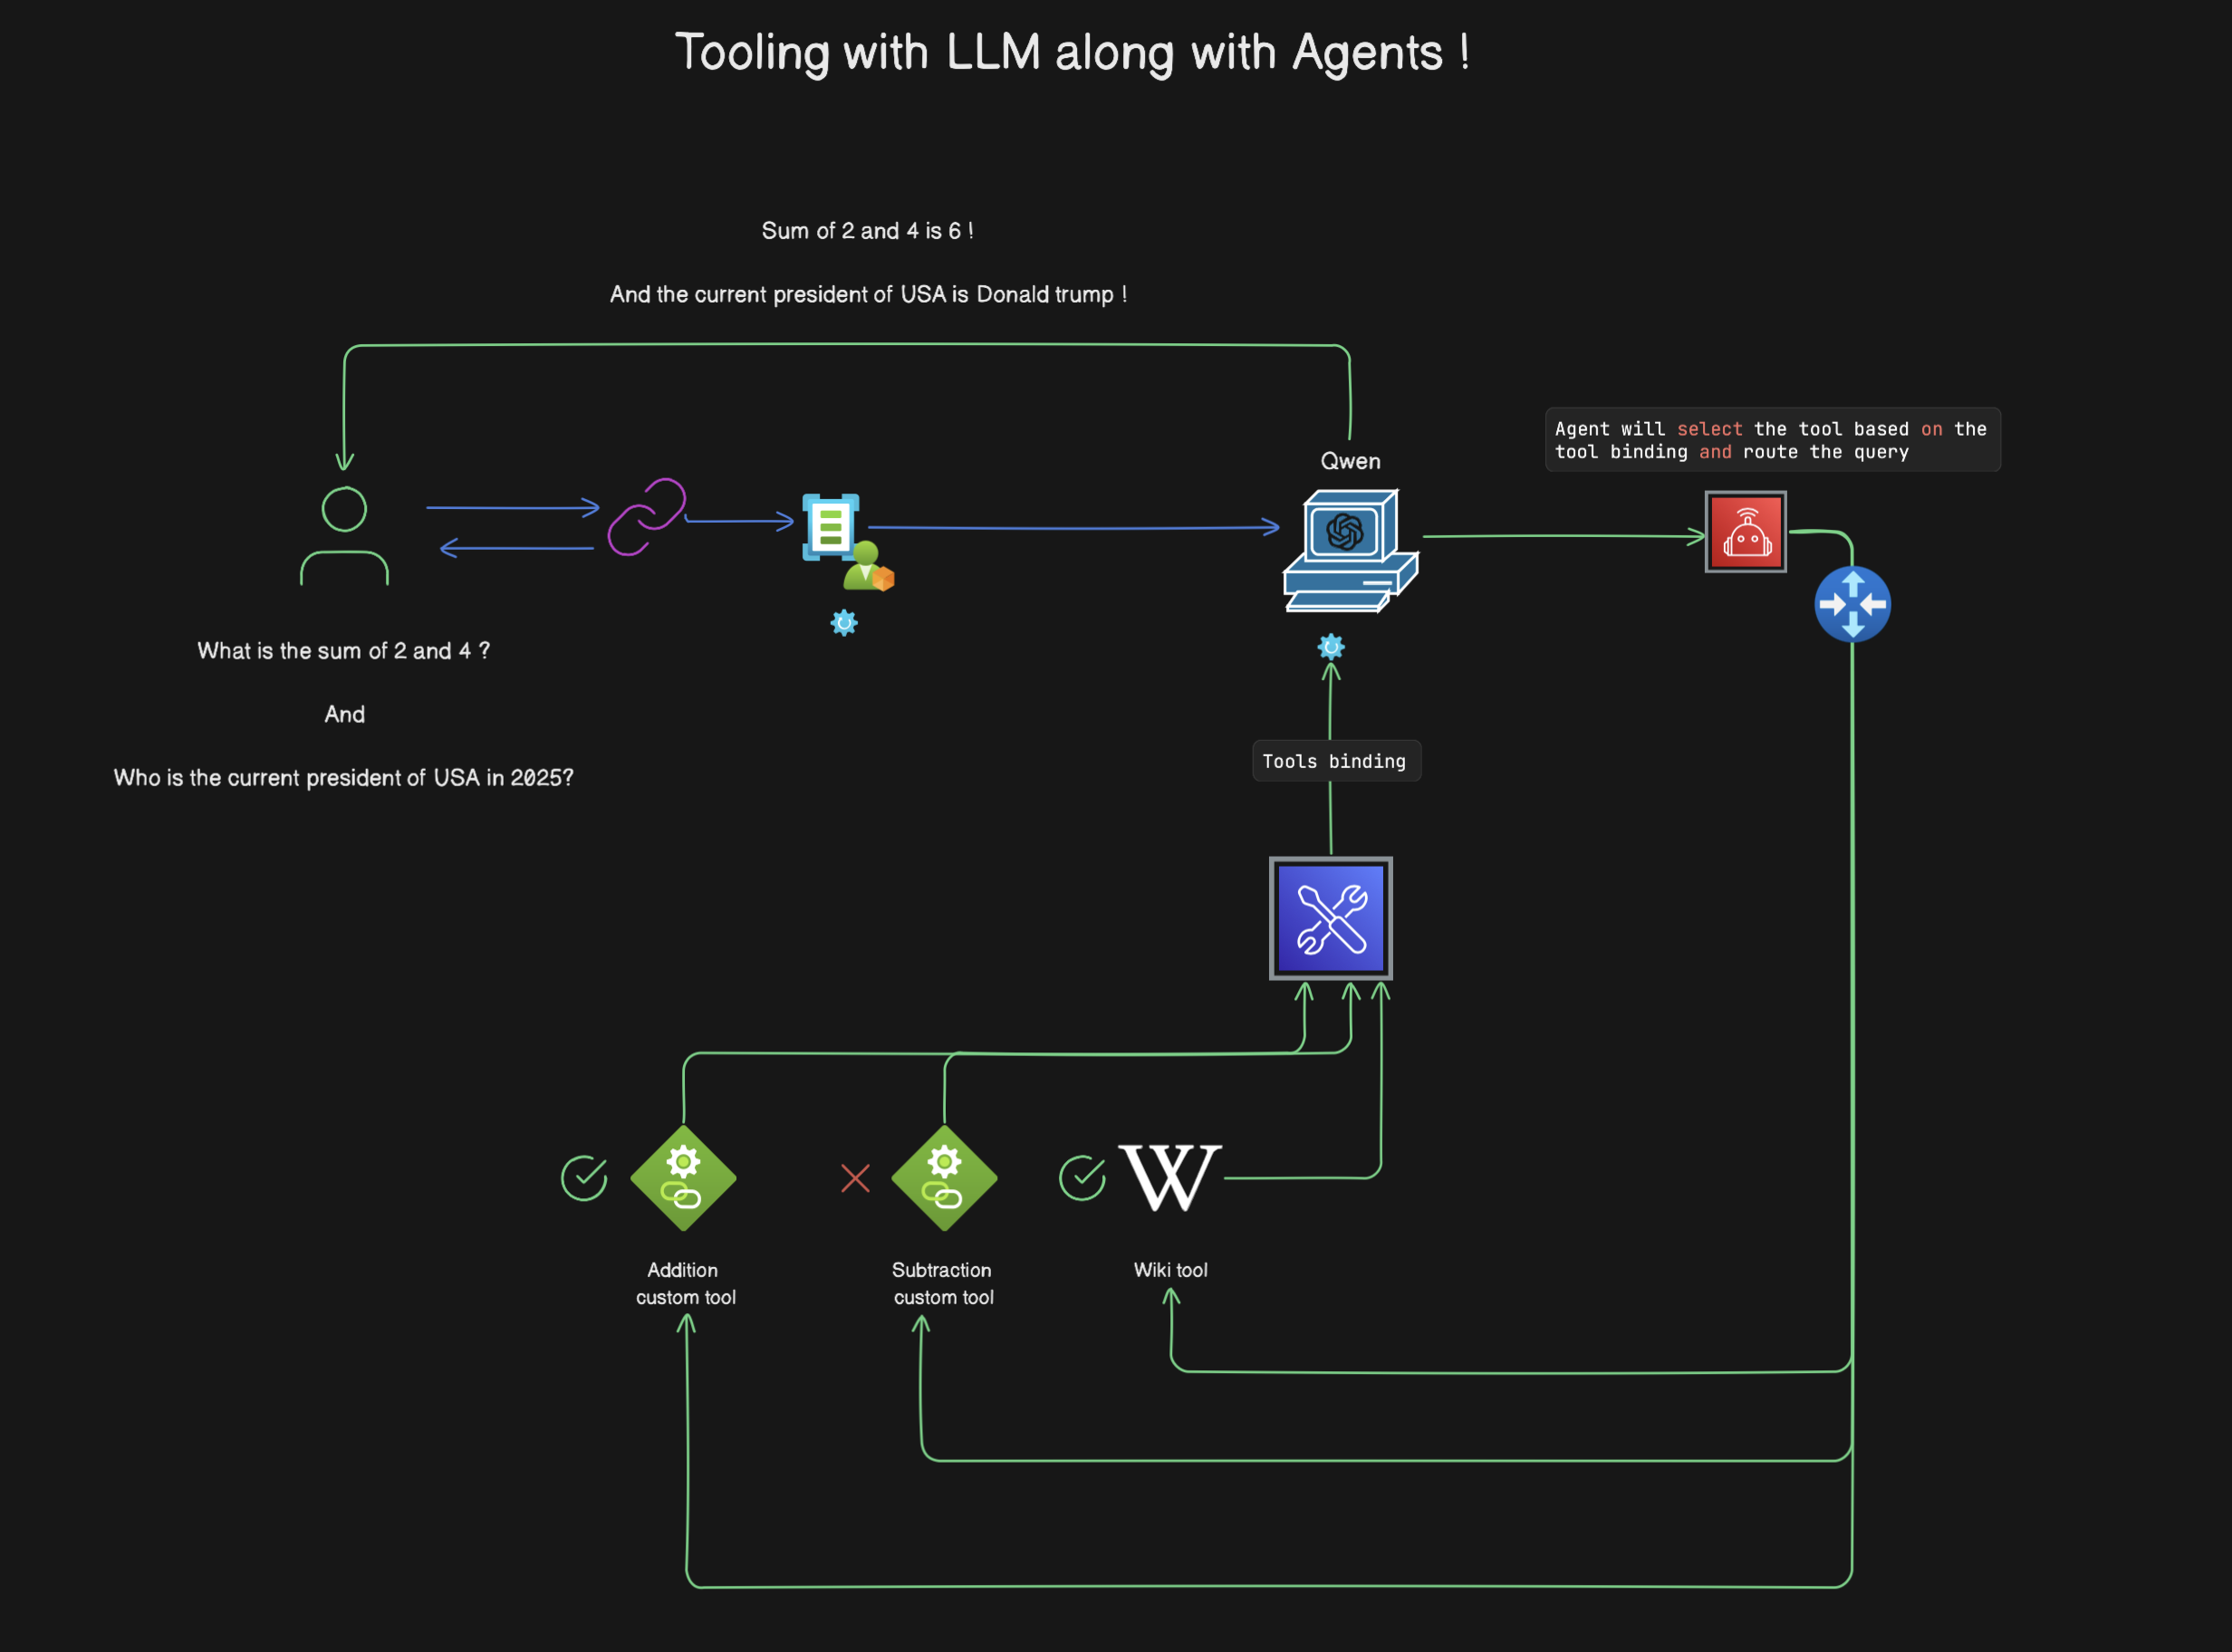 Tooling with LLM along with Agents !
Sum of 2 and 4 is 6 !
And the current president of USA is Donald trump !
Qwen
Agent will select the tool based on the
tool binding and route the query
What is the sum of 2 and 4 ?
And
Who is the current president of USA in 2025?
Tools binding
W
Addition
custom tool
Subtraction
custom tool
Wiki tool